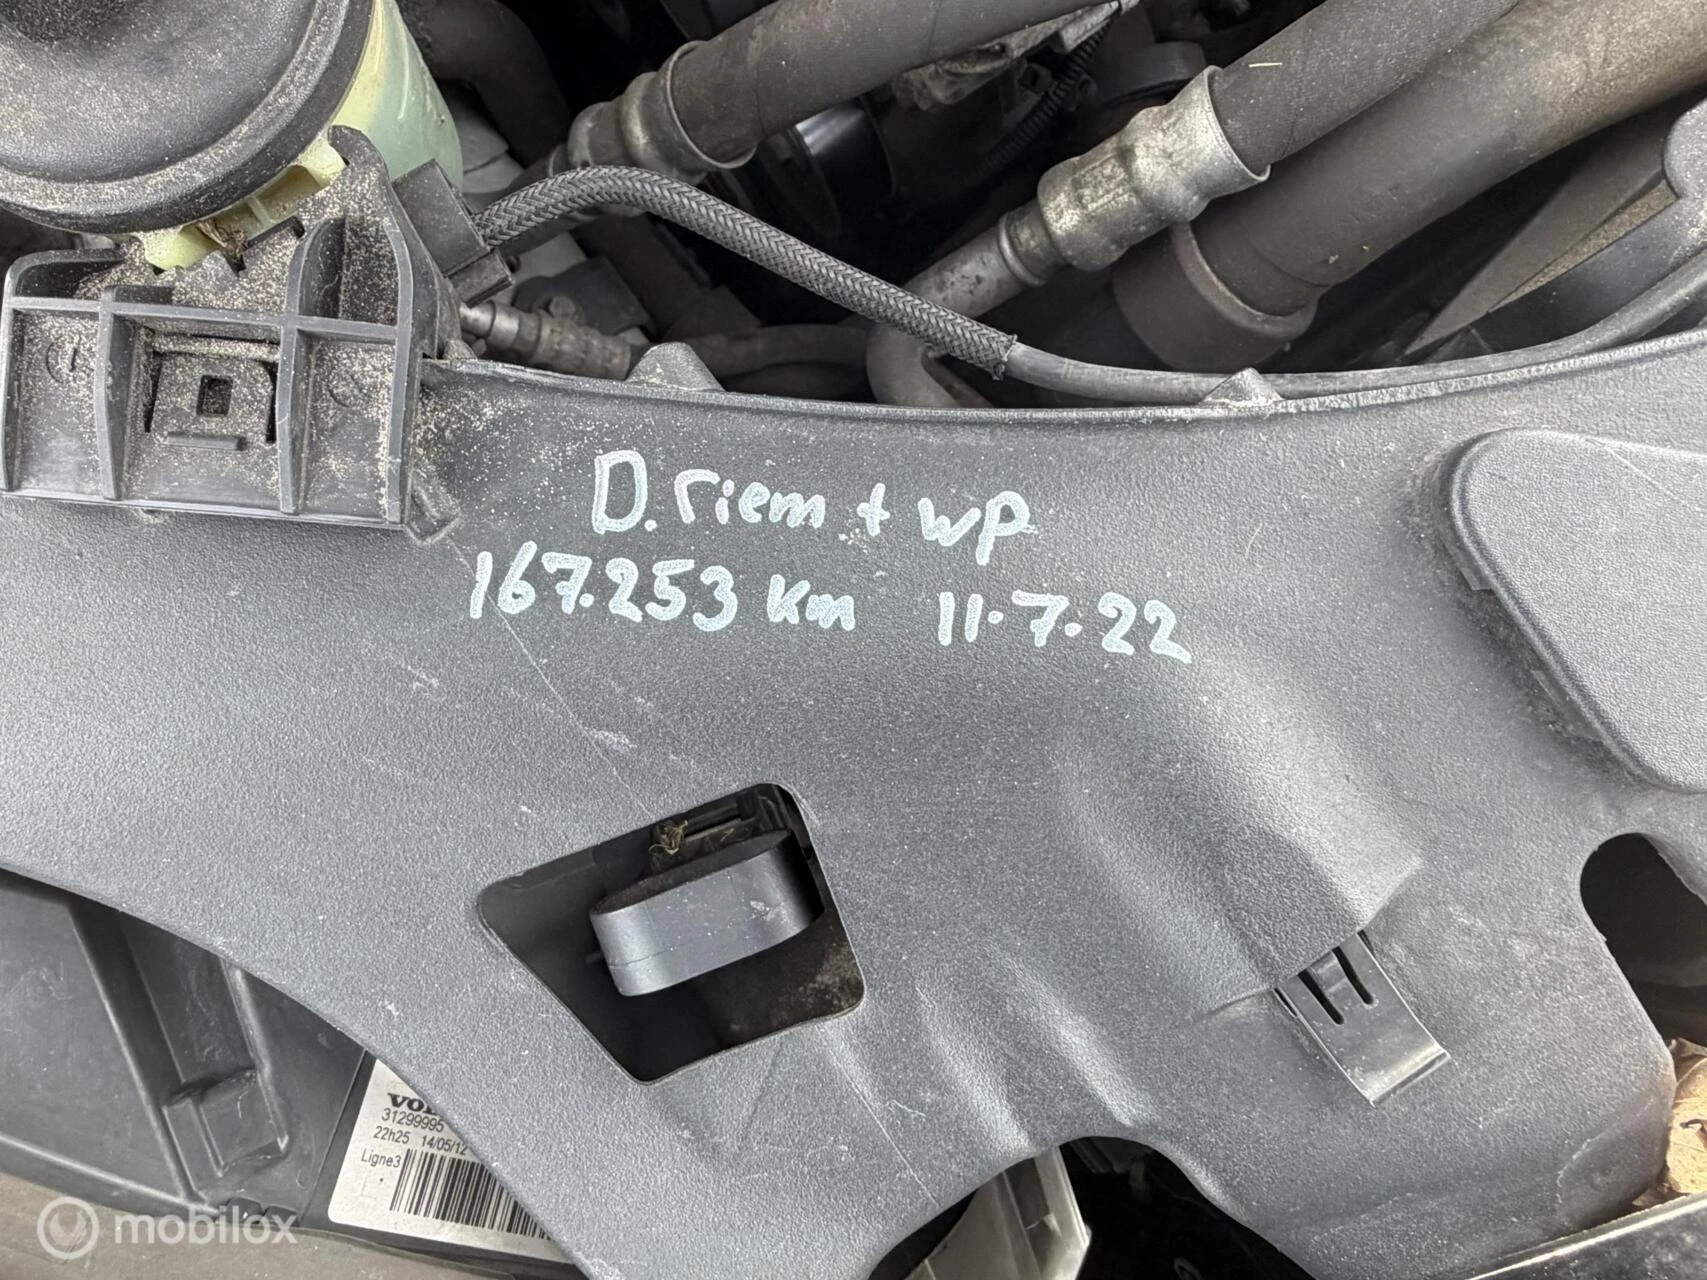 D.riem + WP
167.253 km 11.7.22
VOL
31299995
22h25 14/05/12
Ligne3
mobilox